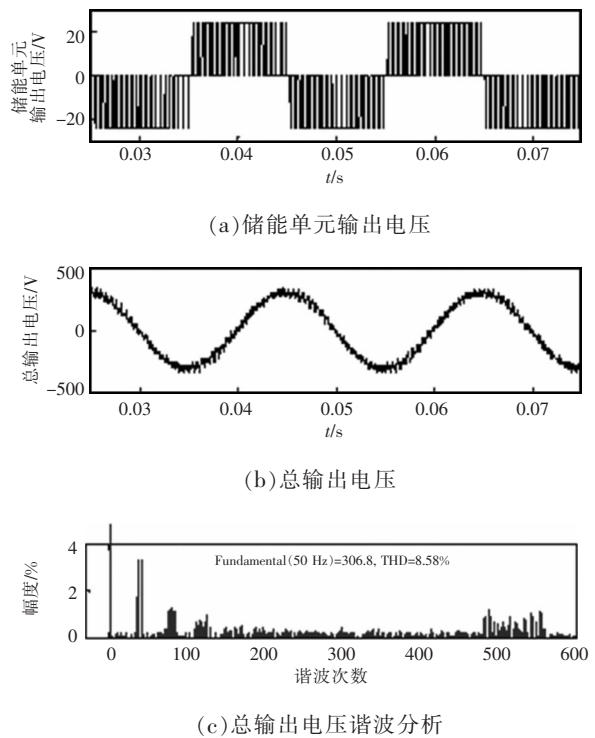 储能单元
输出电压/V
20
0
−20
0.03 0.04 0.05 0.06 0.07
t/s
(a)储能单元输出电压
总输出电压/V
500
0
−500
0.03 0.04 0.05 0.06 0.07
t/s
(b)总输出电压
幅度/%
4
2
0
Fundamental(50 Hz)=306.8, THD=8.58%
0 100 200 300 400 500 600
谐波次数
(c)总输出电压谐波分析